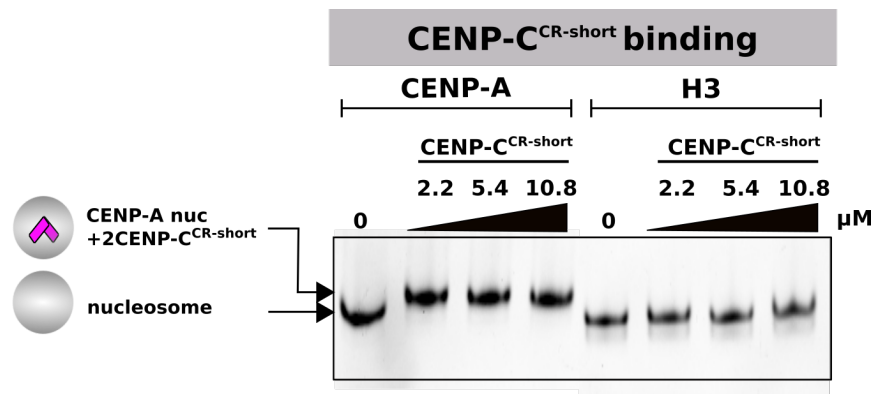 CENP-C^CR-short binding
CENP-A H3
CENP-C^CR-short CENP-C^CR-short
0 2.2 5.4 10.8 0 2.2 5.4 10.8 µM
CENP-A nuc
+2CENP-C^CR-short
nucleosome